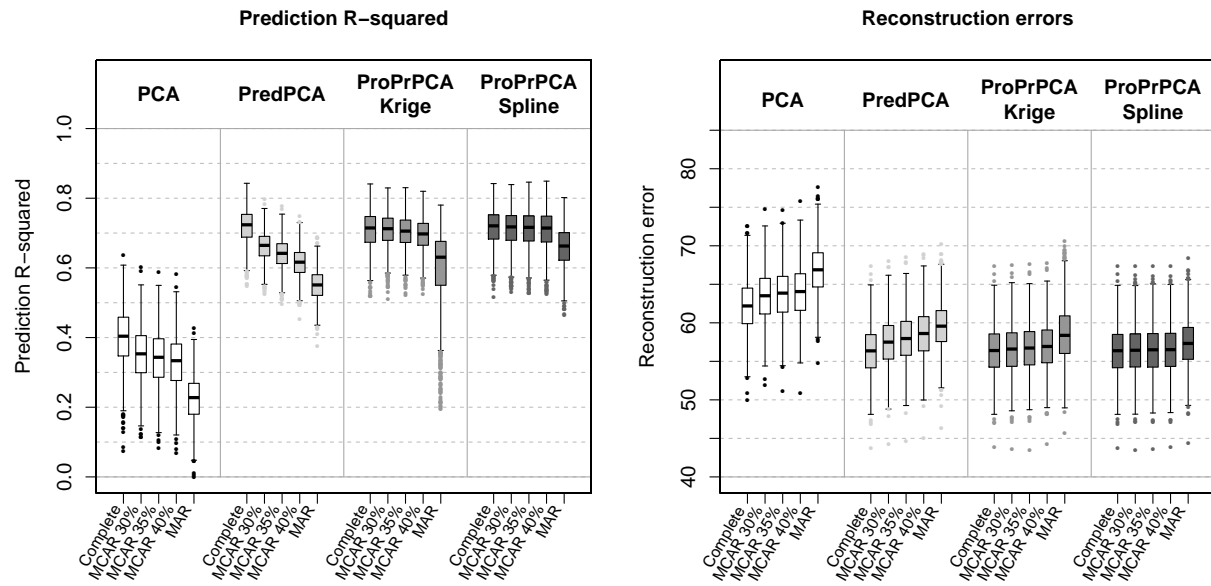 Prediction R−squared
PCA
PredPCA
ProPrPCA
Krige
ProPrPCA
Spline
Prediction R−squared
1.0
0.8
0.6
0.4
0.2
0.0
Complete
MCAR 30%
MCAR 35%
MCAR 40%
MAR
Complete
MCAR 30%
MCAR 35%
MCAR 40%
MAR
Complete
MCAR 30%
MCAR 35%
MCAR 40%
MAR
Complete
MCAR 30%
MCAR 35%
MCAR 40%
MAR
Reconstruction errors
PCA
PredPCA
ProPrPCA
Krige
ProPrPCA
Spline
Reconstruction error
80
70
60
50
40
Complete
MCAR 30%
MCAR 35%
MCAR 40%
MAR
Complete
MCAR 30%
MCAR 35%
MCAR 40%
MAR
Complete
MCAR 30%
MCAR 35%
MCAR 40%
MAR
Complete
MCAR 30%
MCAR 35%
MCAR 40%
MAR